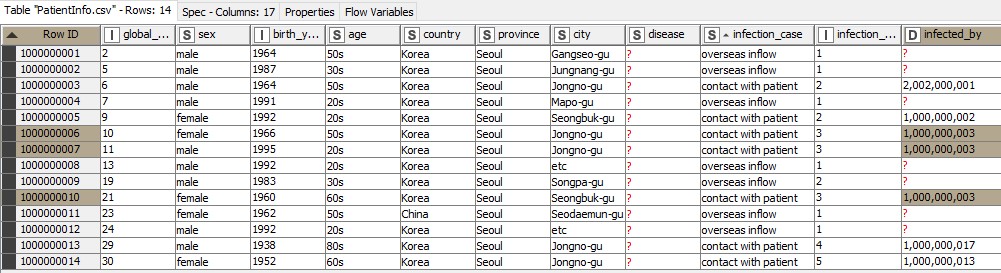 Table "PatientInfo.csv" - Rows: 14 Spec - Columns: 17 Properties Flow Variables
Row ID I global_... S sex I birth_y... S age S country S province S city S disease S infection_case I infection_... D infected_by
1000000001 2 male 1964 50s Korea Seoul Gangseo-gu ? overseas inflow 1 ?
1000000002 5 male 1987 30s Korea Seoul Jungnang-gu ? overseas inflow 1 ?
1000000003 6 male 1964 50s Korea Seoul Jongno-gu ? contact with patient 2 2,002,000,001
1000000004 7 male 1991 20s Korea Seoul Mapo-gu ? overseas inflow 1 ?
1000000005 9 female 1992 20s Korea Seoul Seongbuk-gu ? contact with patient 2 1,000,000,002
1000000006 10 female 1966 50s Korea Seoul Jongno-gu ? contact with patient 3 1,000,000,003
1000000007 11 male 1995 20s Korea Seoul Jongno-gu ? contact with patient 3 1,000,000,003
1000000008 13 male 1992 20s Korea Seoul etc ? overseas inflow 1 ?
1000000009 19 male 1983 30s Korea Seoul Songpa-gu ? overseas inflow 2 ?
1000000010 21 female 1960 60s Korea Seoul Seongbuk-gu ? contact with patient 3 1,000,000,003
1000000011 23 female 1962 50s China Seoul Seodaemun-gu ? overseas inflow 1 ?
1000000012 24 male 1992 20s Korea Seoul etc ? overseas inflow 1 ?
1000000013 29 male 1938 80s Korea Seoul Jongno-gu ? contact with patient 4 1,000,000,017
1000000014 30 female 1952 60s Korea Seoul Jongno-gu ? contact with patient 5 1,000,000,013